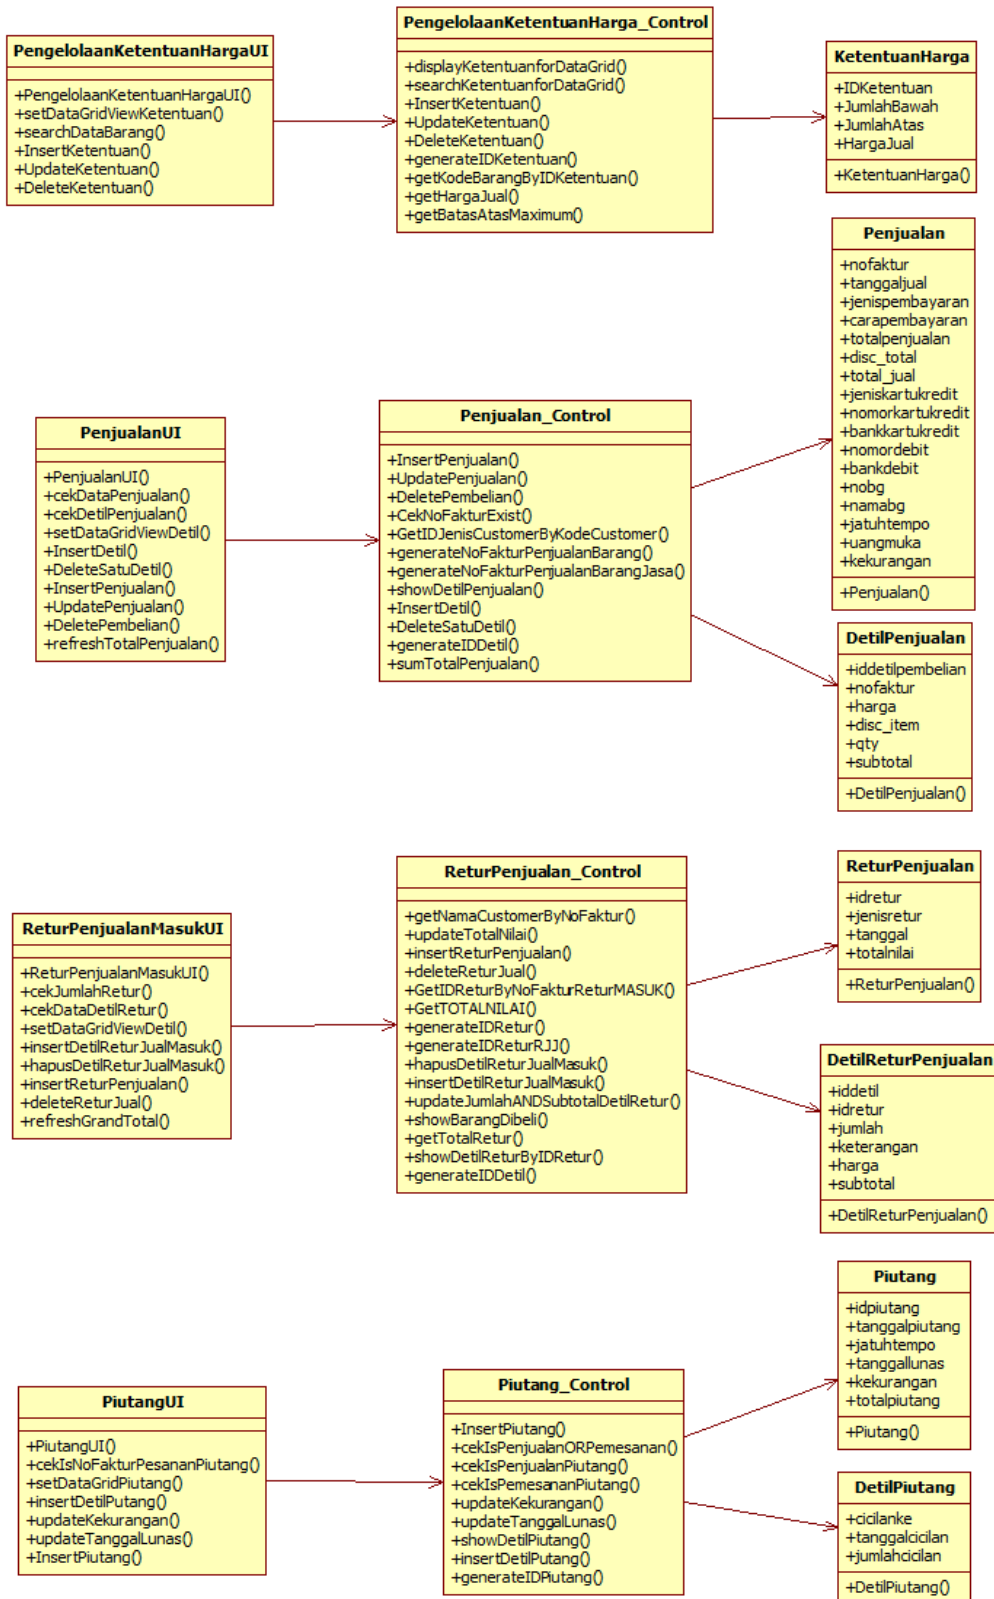 PengelolaanKetentuanHargaUI
+PengelolaanKetentuanHargaUI()
+setDataGridViewKetentuan()
+searchDataBarang()
+InsertKetentuan()
+UpdateKetentuan()
+DeleteKetentuan()
PengelolaanKetentuanHarga_Control
+displayKetentuanforDataGrid()
+searchKetentuanforDataGrid()
+InsertKetentuan()
+UpdateKetentuan()
+DeleteKetentuan()
+generateIDKetentuan()
+getKodeBarangByIDKetentuan()
+getHargaJual()
+getBatasAtasMaximum()
KetentuanHarga
+IDKetentuan
+JumlahBawah
+JumlahAtas
+HargaJual
+KetentuanHarga()
PenjualanUI
+PenjualanUI()
+cekDataPenjualan()
+cekDetilPenjualan()
+setDataGridViewDetil()
+InsertDetil()
+DeleteSatuDetil()
+InsertPenjualan()
+UpdatePenjualan()
+DeletePembelian()
+refreshTotalPenjualan()
Penjualan_Control
+InsertPenjualan()
+UpdatePenjualan()
+DeletePembelian()
+CekNoFakturExist()
+GetIDJenisCustomerByKodeCustomer()
+generateNoFakturPenjualanBarang()
+generateNoFakturPenjualanBarangJasa()
+showDetilPenjualan()
+InsertDetil()
+DeleteSatuDetil()
+generateIDDetil()
+sumTotalPenjualan()
Penjualan
+nofaktur
+tanggaljual
+jenispembayaran
+carapembayaran
+totalpenjualan
+disc_total
+total_jual
+jeniskartukredit
+nomorkartukredit
+bankkartukredit
+nomordebit
+bankdebit
+nobg
+namabg
+jatuhtempo
+uangmuka
+kekurangan
+Penjualan()
DetilPenjualan
+iddetilpembelian
+nofaktur
+harga
+disc_item
+qty
+subtotal
+DetilPenjualan()
ReturPenjualanMasukUI
+ReturPenjualanMasukUI()
+cekJumlahRetur()
+cekDataDetilRetur()
+setDataGridViewDetil()
+insertDetilReturJualMasuk()
+hapusDetilReturJualMasuk()
+insertReturPenjualan()
+deleteReturJual()
+refreshGrandTotal()
ReturPenjualan_Control
+getNamaCustomerByNoFaktur()
+updateTotalNilai()
+insertReturPenjualan()
+deleteReturJual()
+GetIDReturByNoFakturReturMASUK()
+GetTOTALNILAI()
+generateIDRetur()
+generateIDReturRJJ()
+hapusDetilReturJualMasuk()
+insertDetilReturJualMasuk()
+updateJumlahANDSubtotalDetilRetur()
+showBarangDibeli()
+getTotalRetur()
+showDetilReturByIDRetur()
+generateIDDetil()
ReturPenjualan
+idretur
+jenisretur
+tanggal
+totalnilai
+ReturPenjualan()
DetilReturPenjualan
+iddetil
+idretur
+jumlah
+keterangan
+harga
+subtotal
+DetilReturPenjualan()
PiutangUI
+PiutangUI()
+cekIsNoFakturPesananPiutang()
+setDataGridPiutang()
+insertDetilPutang()
+updateKekurangan()
+updateTanggalLunas()
+InsertPiutang()
Piutang_Control
+InsertPiutang()
+cekIsPenjualanORPemesanan()
+cekIsPenjualanPiutang()
+cekIsPemesananPiutang()
+updateKekurangan()
+updateTanggalLunas()
+showDetilPiutang()
+insertDetilPutang()
+generateIDPiutang()
Piutang
+idpiutang
+tanggalpiutang
+jatuhtempo
+tanggallunas
+kekurangan
+totalpiutang
+Piutang()
DetilPiutang
+cicilanke
+tanggalcicilan
+jumlahcicilan
+DetilPiutang()